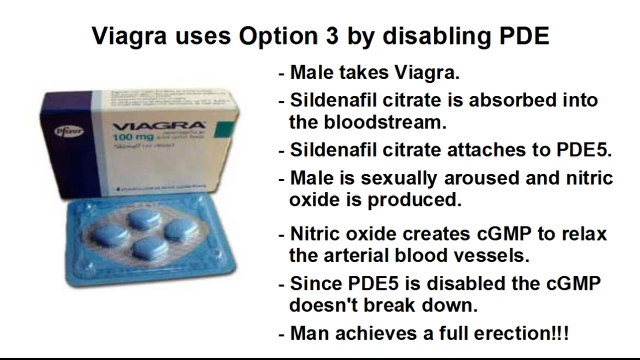 Viagra uses Option 3 by disabling PDE
- Male takes Viagra.
- Sildenafil citrate is absorbed into
the bloodstream.
- Sildenafil citrate attaches to PDE5.
- Male is sexually aroused and nitric
oxide is produced.
- Nitric oxide creates cGMP to relax
the arterial blood vessels.
- Since PDE5 is disabled the cGMP
doesn't break down.
- Man achieves a full erection!!!
Pfizer
VIAGRA
100 mg